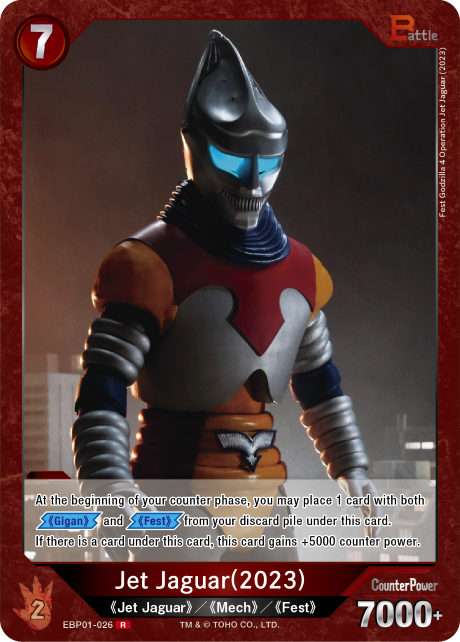 7
Battle
Fest Godzilla 4 Operation Jet Jaguar (2023)
At the beginning of your counter phase, you may place 1 card with both
《Gigan》 and 《Fest》 from your discard pile under this card.
If there is a card under this card, this card gains +5000 counter power.
Jet Jaguar(2023)
CounterPower
2
《Jet Jaguar》／《Mech》／《Fest》
7000+
EBP01-026 R TM & © TOHO CO., LTD.